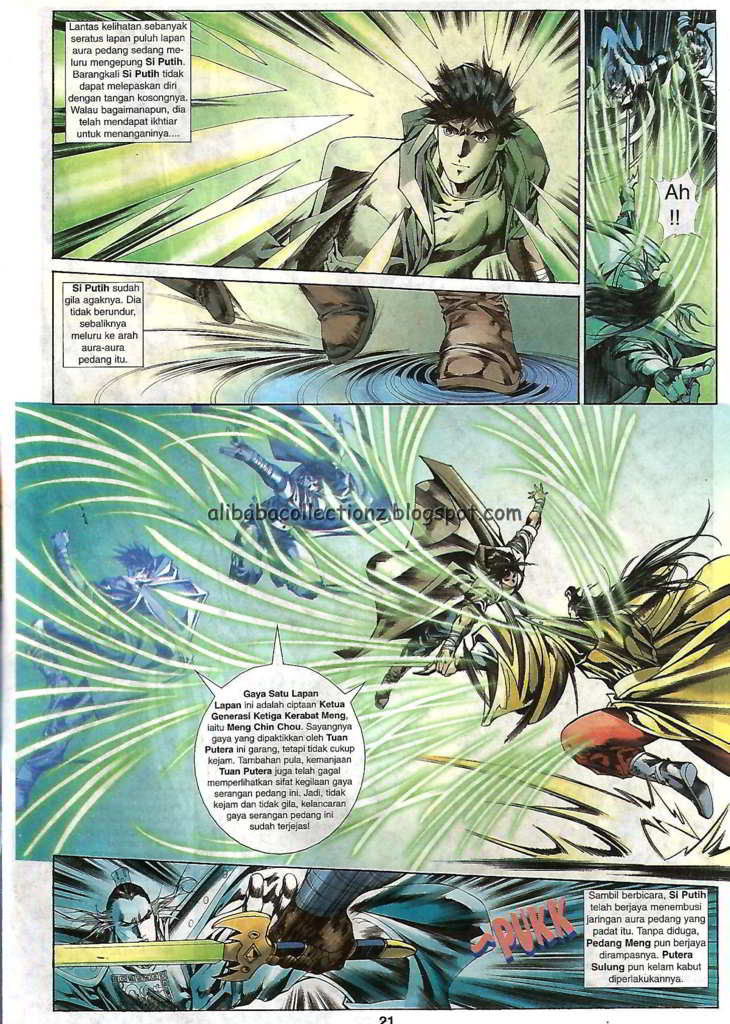 Lantas kelihatan sebanyak
seratus lapan puluh lapan
aura pedang sedang me-
luru mengepung Si Putih.
Barangkali Si Putih tidak
dapat melepaskan diri
dengan tangan kosongnya.
Walau bagaimanapun, dia
telah mendapat ikhtiar
untuk menanganinya....
Ah
!!
Si Putih sudah
gila agaknya. Dia
tidak berundur,
sebaliknya
meluru ke arah
aura-aura
pedang itu.
alibabacollectionz.blogspot.com
Gaya Satu Lapan
Lapan ini adalah ciptaan Ketua
Generasi Ketiga Kerabat Meng,
iaitu Meng Chin Chou. Sayangnya
gaya yang dipaktikkan oleh Tuan
Putera ini garang, tetapi tidak cukup
kejam. Tambahan pula, kemanjaan
Tuan Putera juga telah gagal
memperlihatkan sifat kegilaan gaya
serangan pedang ini. Jadi, tidak
kejam dan tidak gila, kelancaran
gaya serangan pedang ini
sudah terjejas!
PUKK
Sambil berbicara, Si Putih
telah berjaya menembusi
jaringan aura pedang yang
padat itu. Tanpa diduga,
Pedang Meng pun berjaya
dirampasnya. Putera
Sulung pun kelam kabut
diperlakukannya.
21